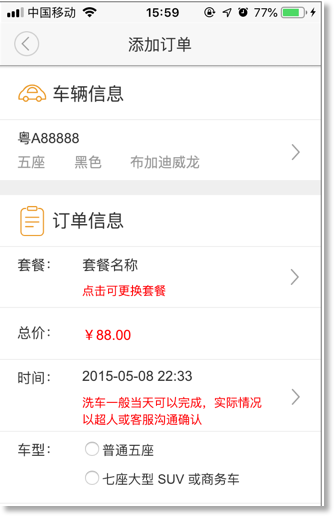 中国移动 15:59 77%
添加订单
车辆信息
粤A88888
五座 黑色 布加迪威龙
订单信息
套餐： 套餐名称
点击可更换套餐
总价： ￥88.00
时间： 2015-05-08 22:33
洗车一般当天可以完成，实际情况
以超人或客服沟通确认
车型： 普通五座
七座大型 SUV 或商务车